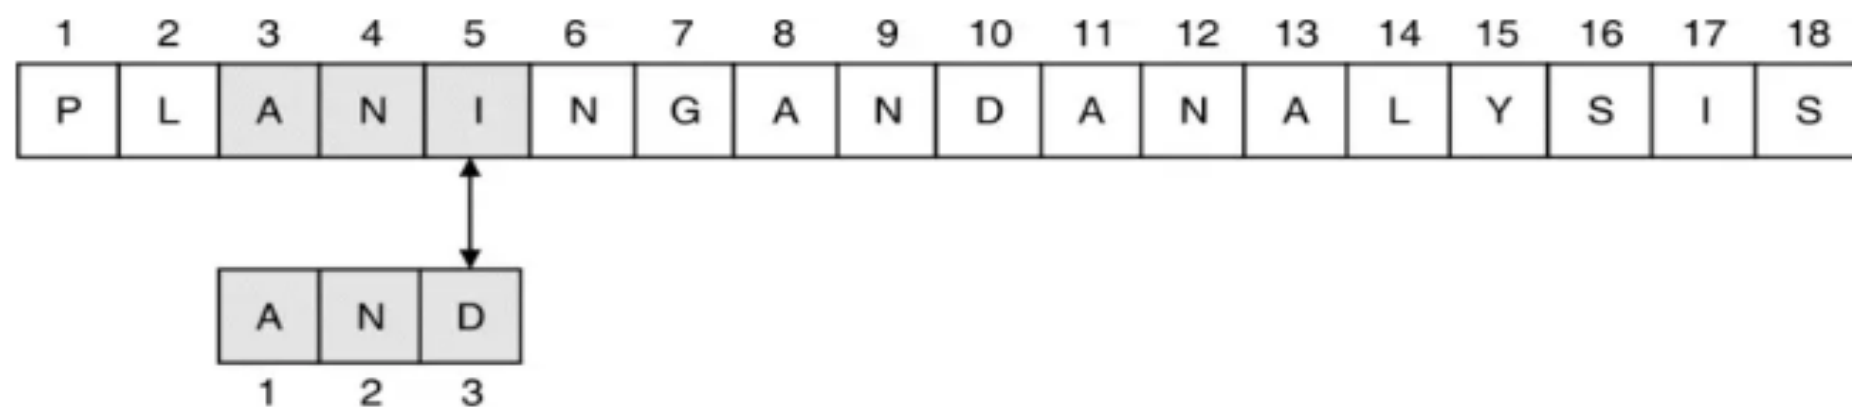 1 2 3 4 5 6 7 8 9 10 11 12 13 14 15 16 17 18
P L A N I N G A N D A N A L Y S I S
A N D
1 2 3